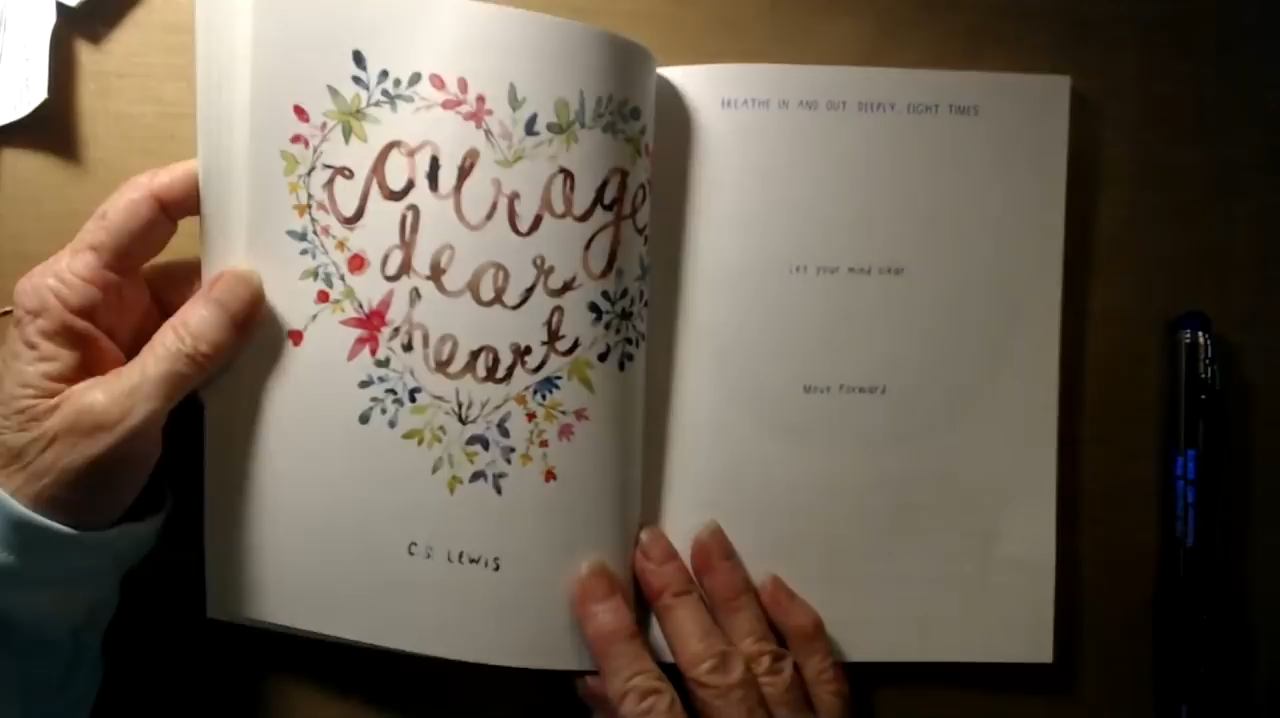 courage,
dear
heart
C.S. LEWIS
BREATHE IN AND OUT. DEEPLY. EIGHT TIMES
Let your mind clear
Move Forward